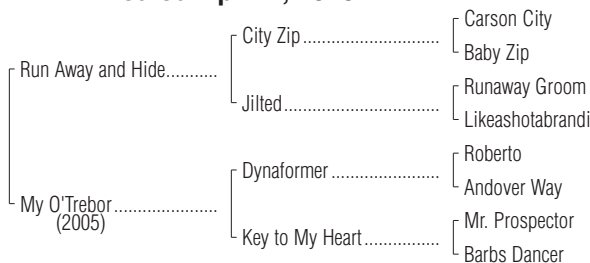 Carson City
City Zip
Baby Zip
Run Away and Hide
Runaway Groom
Jilted
Likeashotabrandi
Roberto
Dynaformer
Andover Way
My O'Trebor
(2005)
Mr. Prospector
Key to My Heart
Barbs Dancer